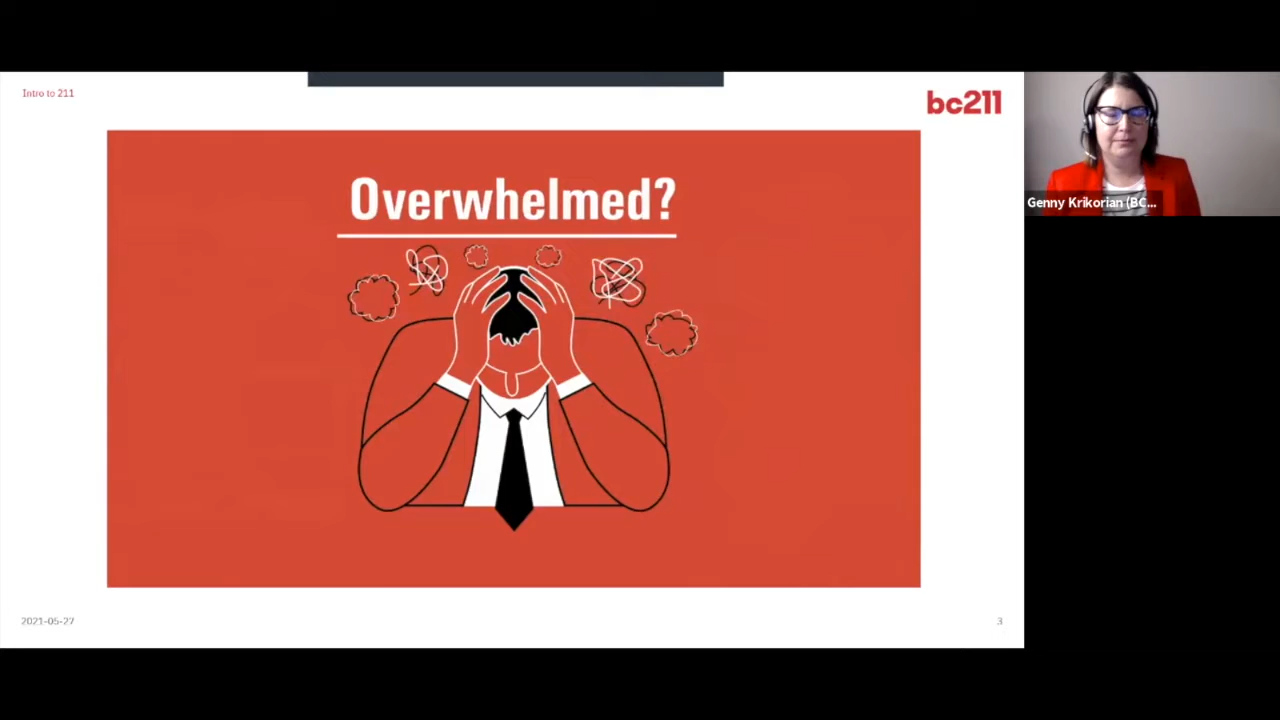 Intro to 211
bc211
Overwhelmed?
Genny Krikorian (BC...
2021-05-27
3